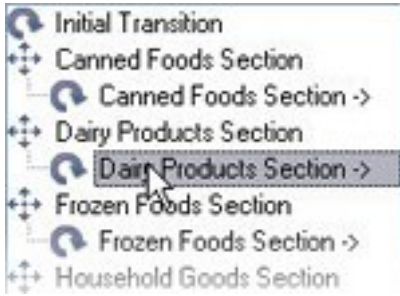 Initial Transition
Canned Foods Section
Canned Foods Section ->
Dairy Products Section
Dairy Products Section ->
Frozen Foods Section
Frozen Foods Section ->
Household Goods Section